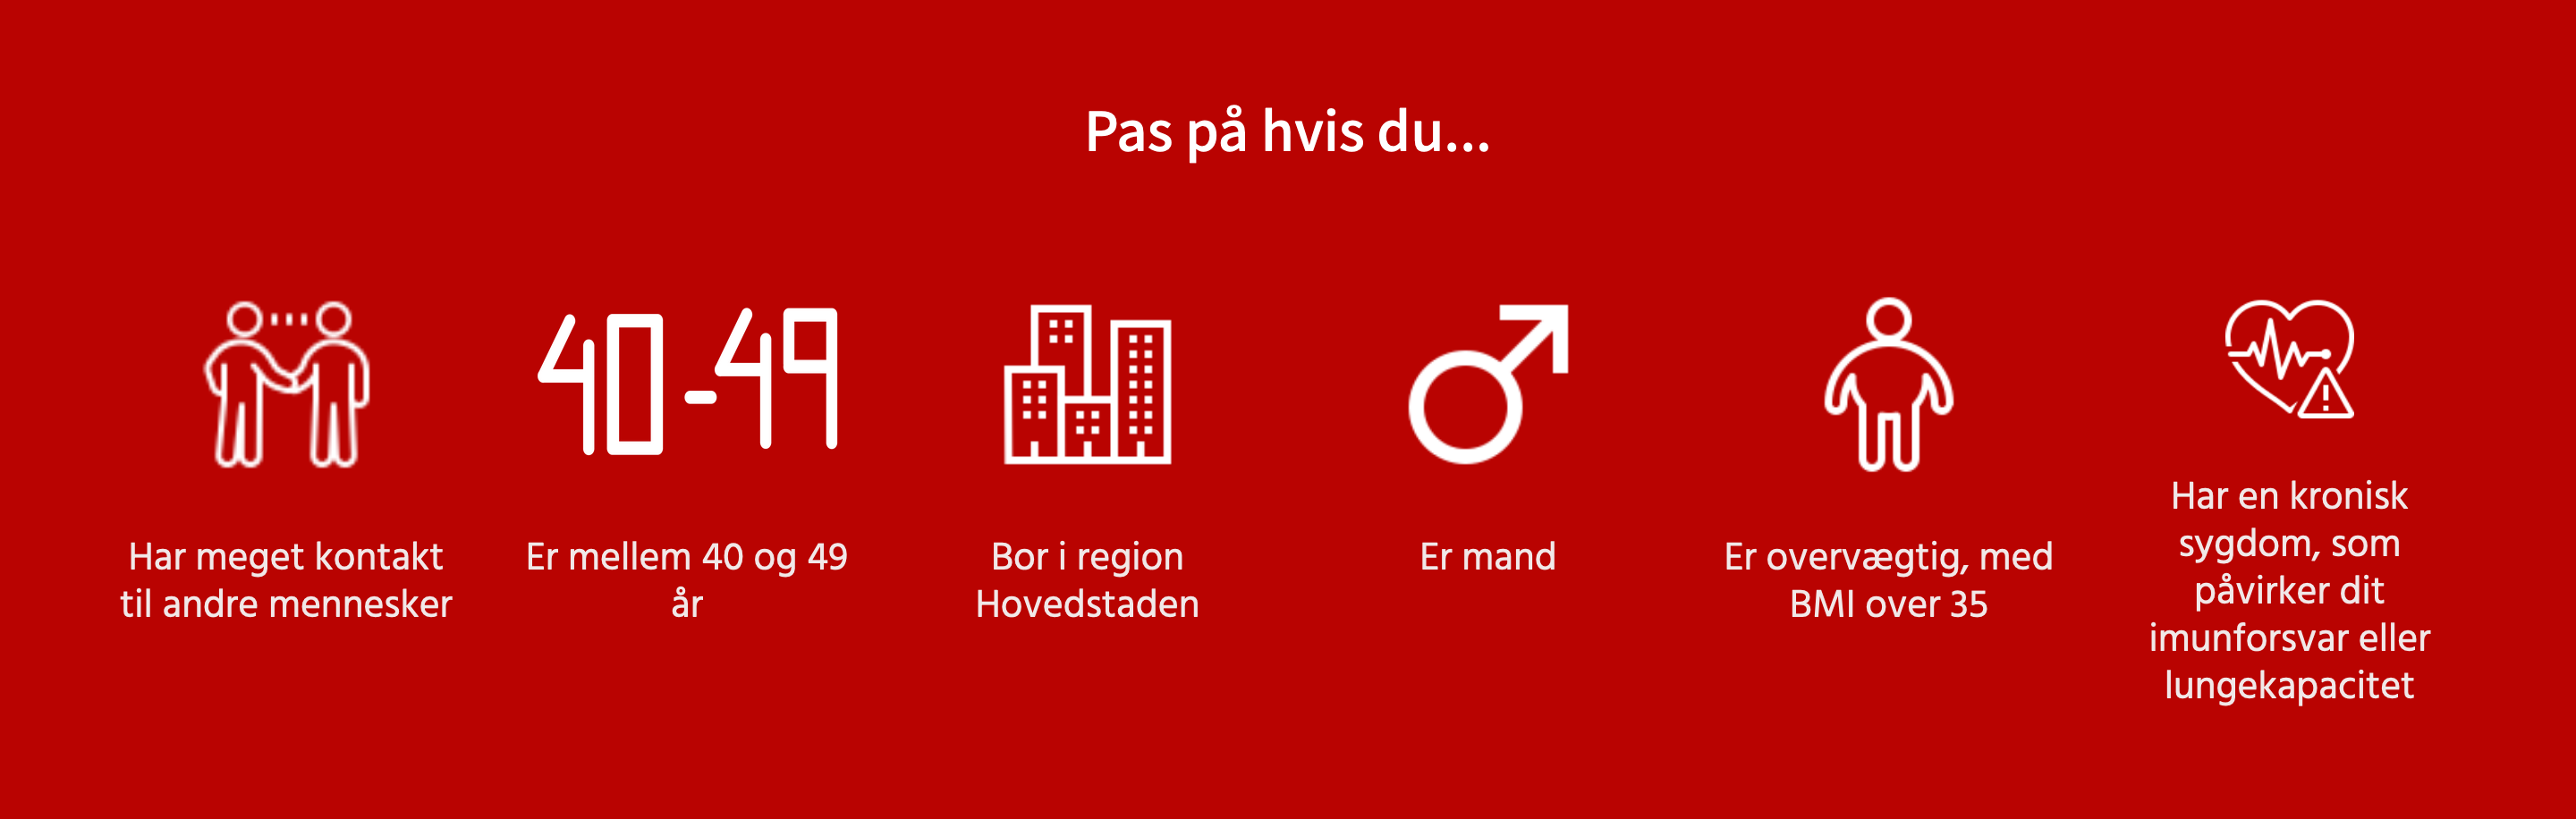 Pas på hvis du...
40-49
Har meget kontakt
til andre mennesker
Er mellem 40 og 49
år
Bor i region
Hovedstaden
Er mand
Er overvægtig, med
BMI over 35
Har en kronisk
sygdom, som
påvirker dit
imunforsvar eller
lungekapacitet